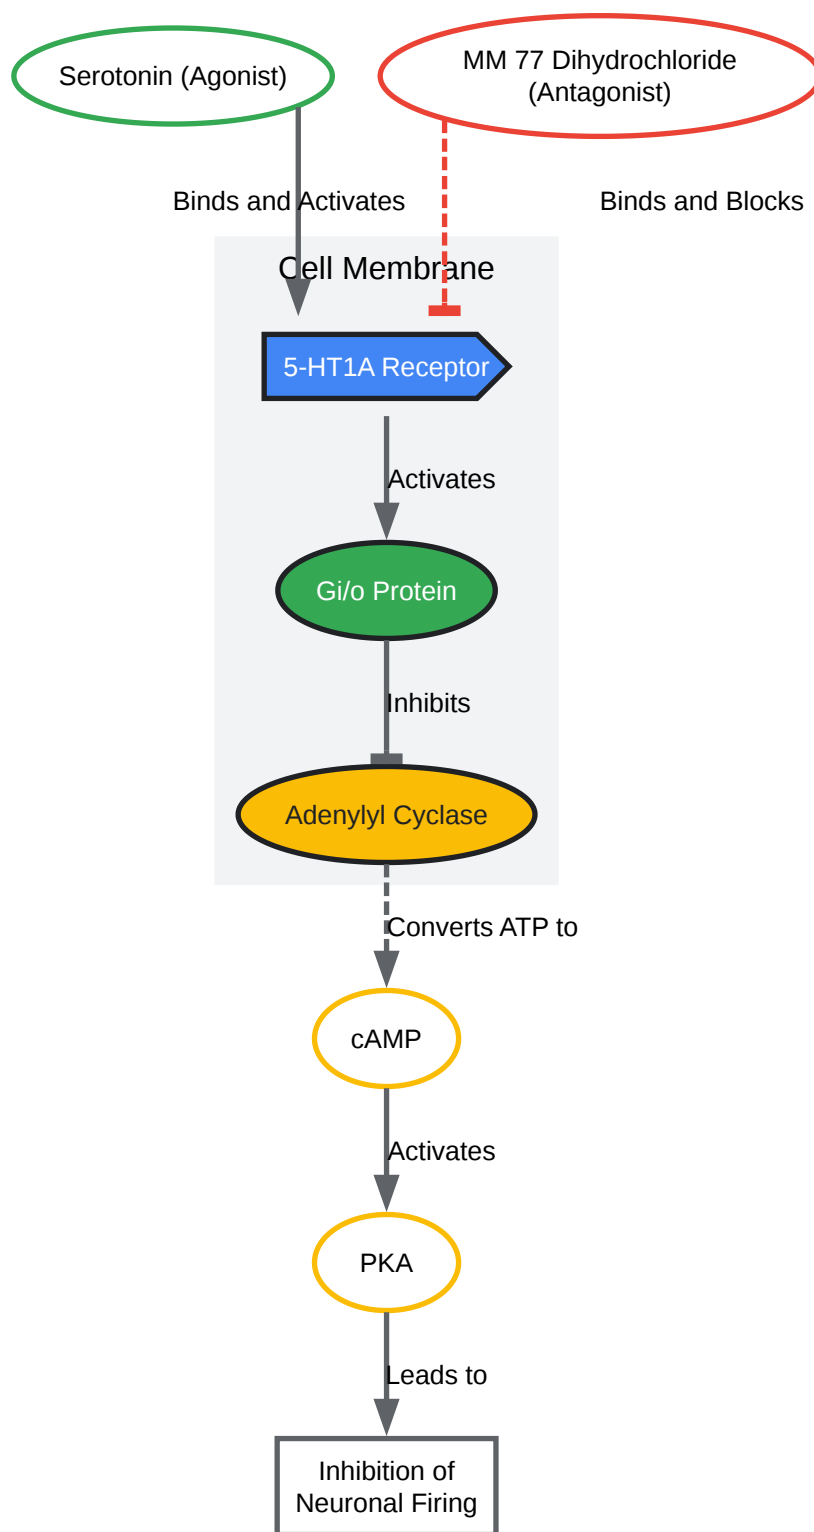 Serotonin (Agonist)
MM 77 Dihydrochloride
(Antagonist)
Binds and Activates
Binds and Blocks
Cell Membrane
5-HT1A Receptor
Activates
Gi/o Protein
Inhibits
Adenylyl Cyclase
Converts ATP to
cAMP
Activates
PKA
Leads to
Inhibition of
Neuronal Firing